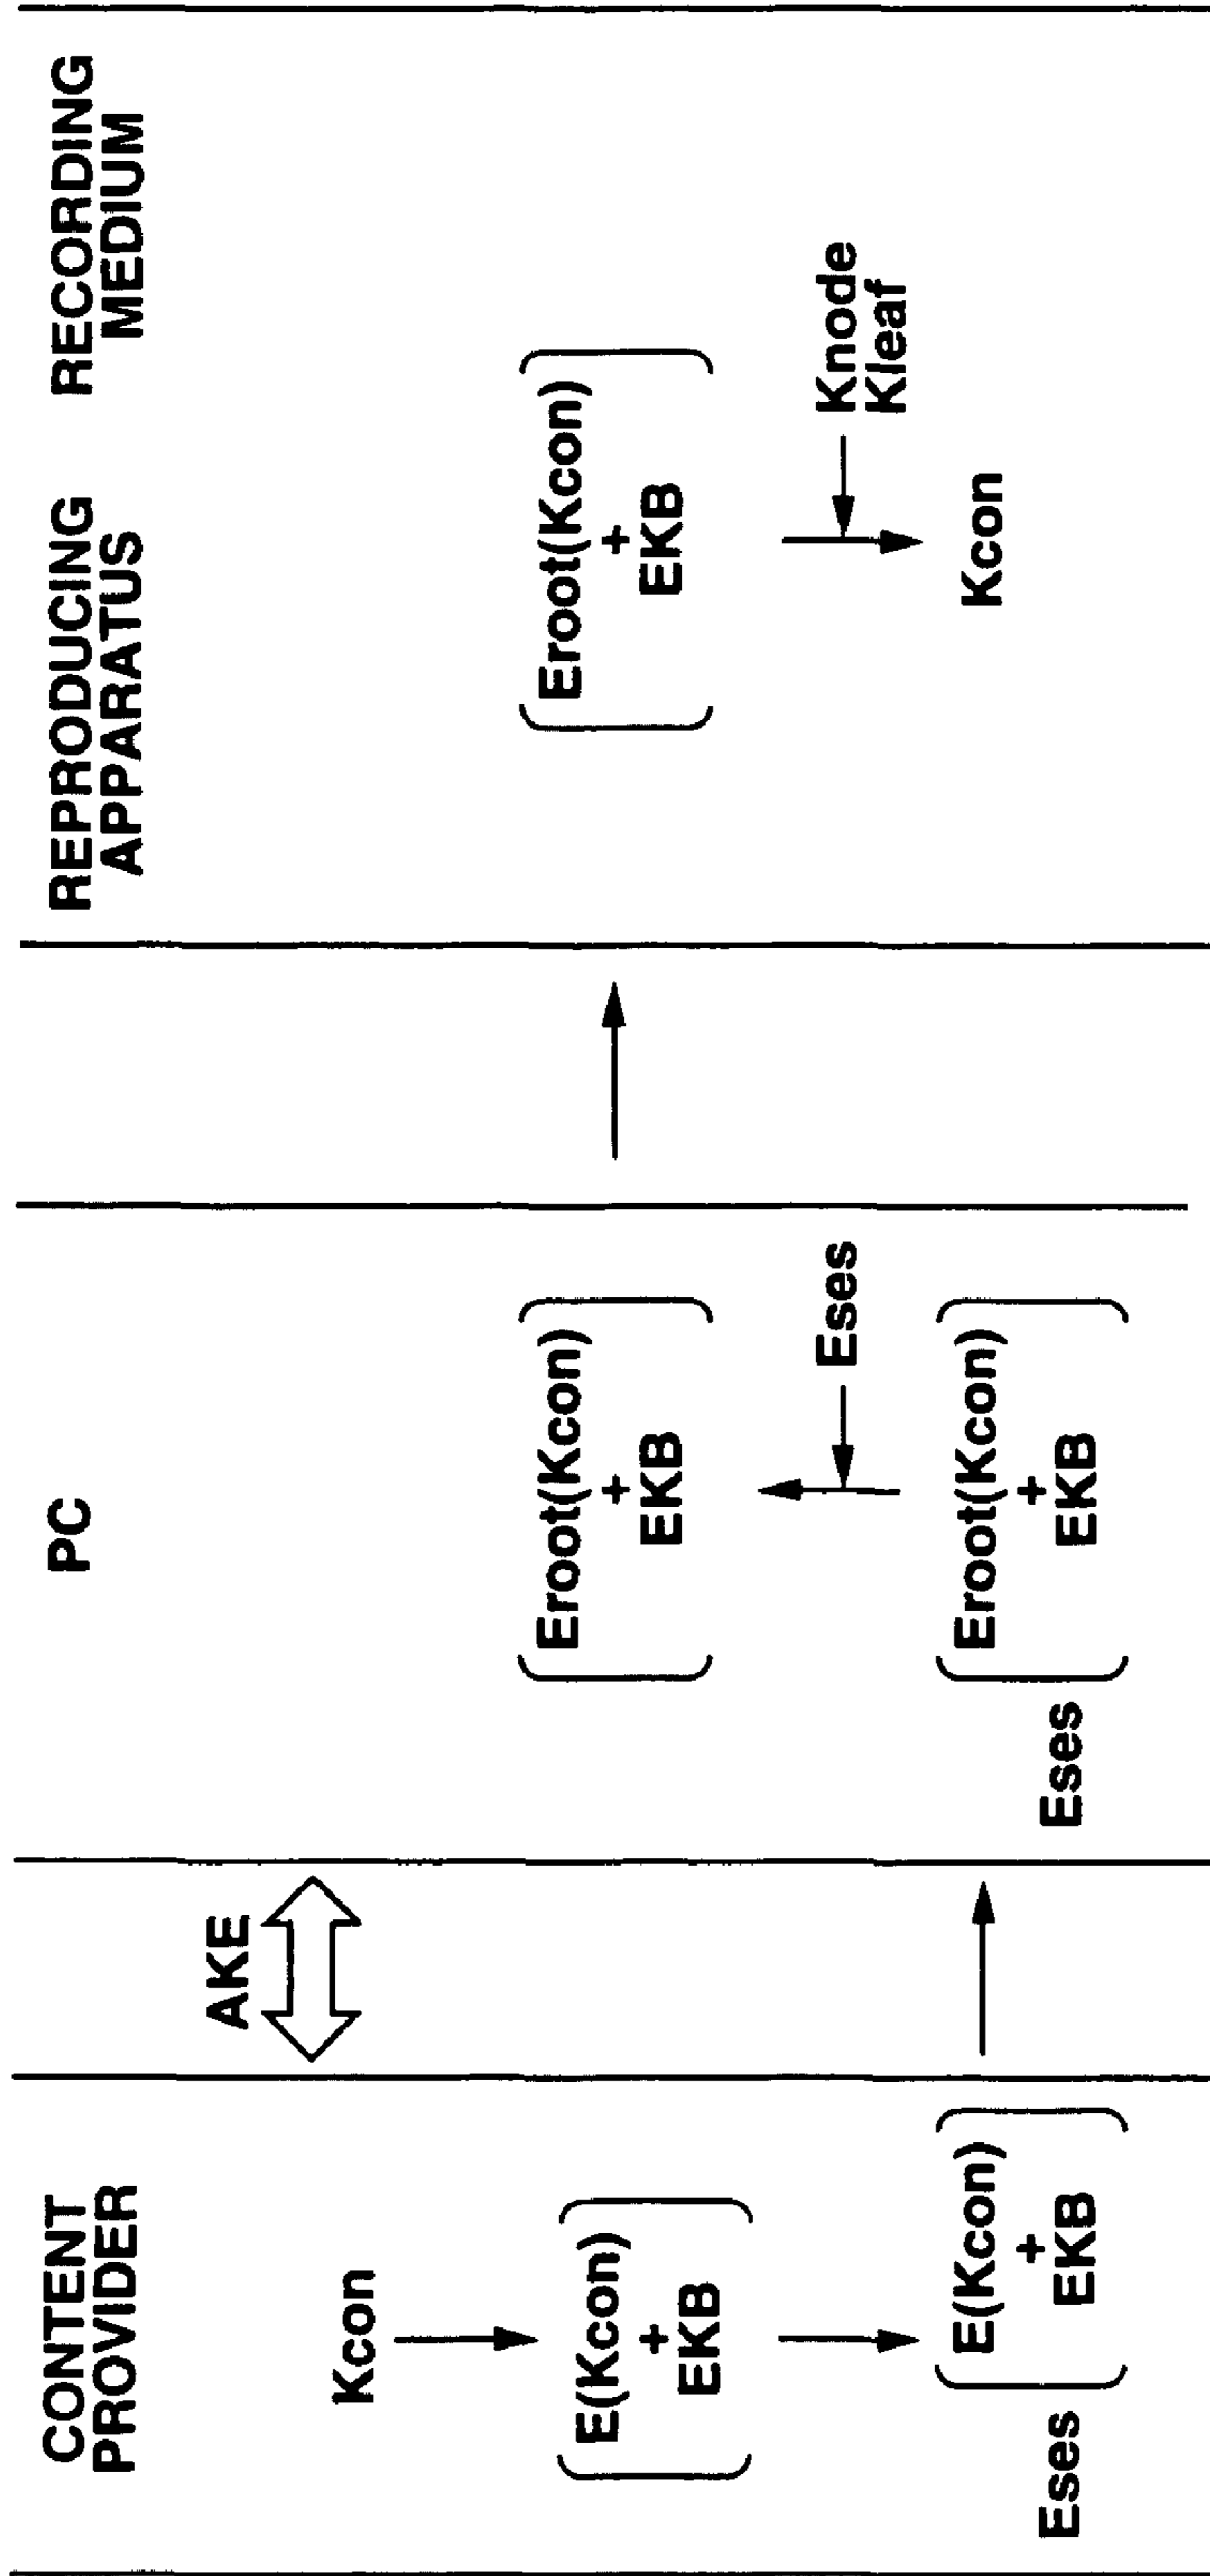 CONTENT
PROVIDER
Kcon
E(Kcon)
+
EKB
Eses
E(Kcon)
+
EKB
AKE
PC
Eroot(Kcon)
+
EKB
Eses
Eses
Eroot(Kcon)
+
EKB
REPRODUCING
APPARATUS
RECORDING
MEDIUM
Eroot(Kcon)
+
EKB
Knode
Kleaf
Kcon